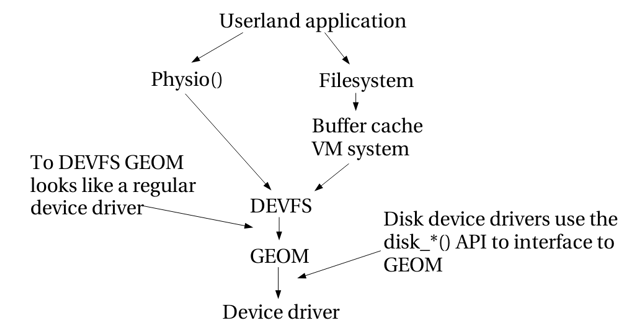 Userland application
Physio()
Filesystem
Buffer cache
VM system
To DEVFS GEOM
looks like a regular
device driver
DEVFS
Disk device drivers use the
disk_*() API to interface to
GEOM
GEOM
Device driver